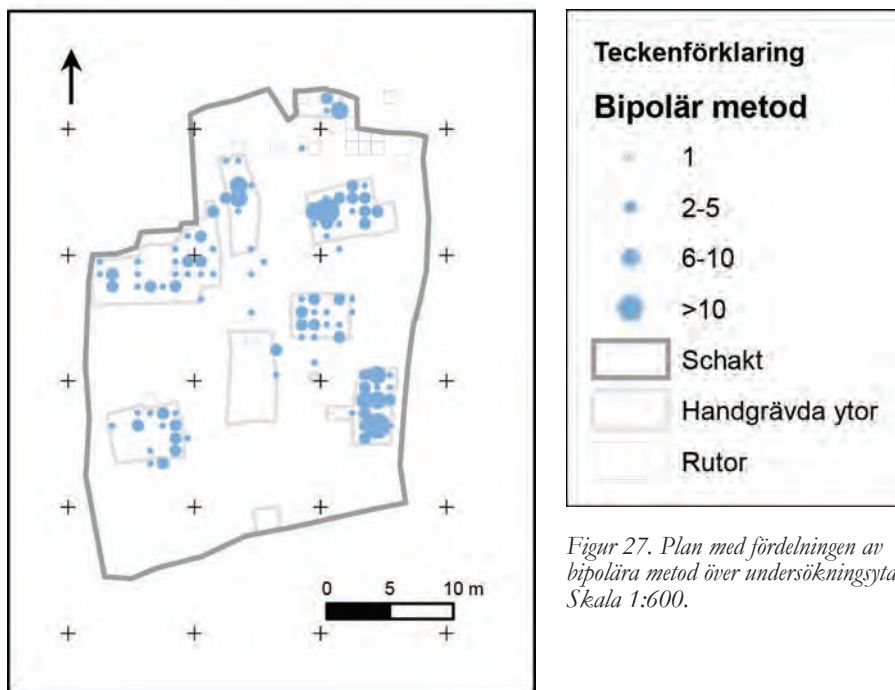 0 5 10 m
Teckenförklaring
Bipolär metod
1
2-5
6-10
>10
Schakt
Handgrävda ytor
Rutor
Figur 27. Plan med fördelningen av
bipolära metod över undersökningsyta
Skala 1:600.